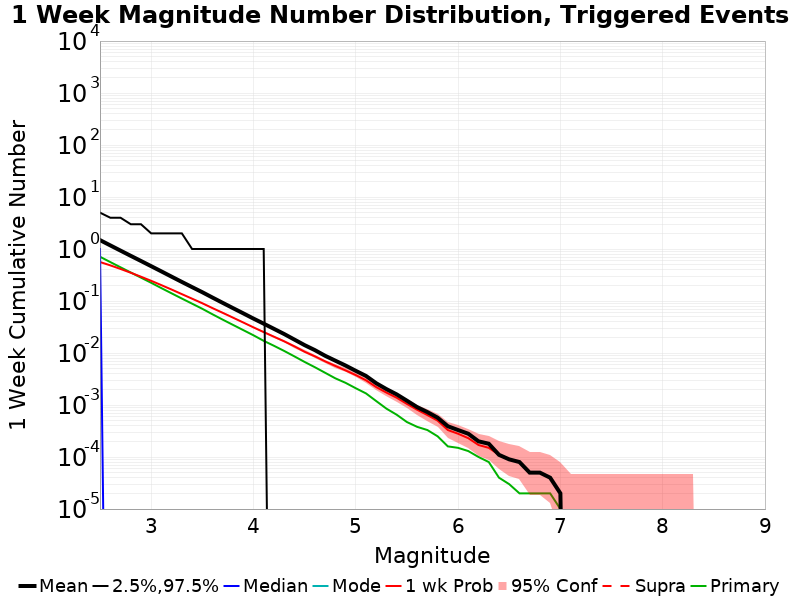 1 Week Magnitude Number Distribution, Triggered Events
10^4
10^3
10^2
10^1
10^0
10^-1
10^-2
10^-3
10^-4
10^-5
1 Week Cumulative Number
3 4 5 6 7 8 9
Magnitude
Mean 2.5%,97.5% Median Mode 1 wk Prob 95% Conf Supra Primary